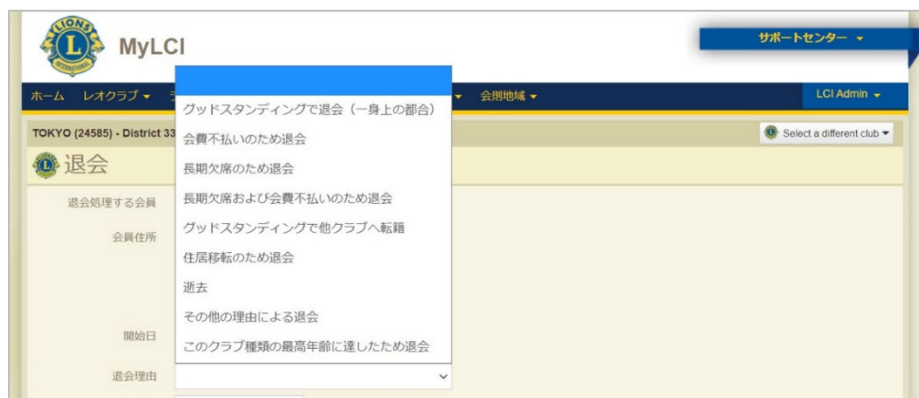 LIONS
L
INTERNATIONAL
MyLCI
サポートセンター
ホーム レオクラブ
会則地域
LCI Admin
TOKYO (24585) - District 33
Select a different club
退会
退会処理する会員
会員住所
開始日
グッドスタンディングで退会（一身上の都合）
会費不払いのため退会
長期欠席のため退会
長期欠席および会費不払いのため退会
グッドスタンディングで他クラブへ転籍
住居移転のため退会
逝去
その他の理由による退会
このクラブ種類の最高年齢に達したため退会
退会理由